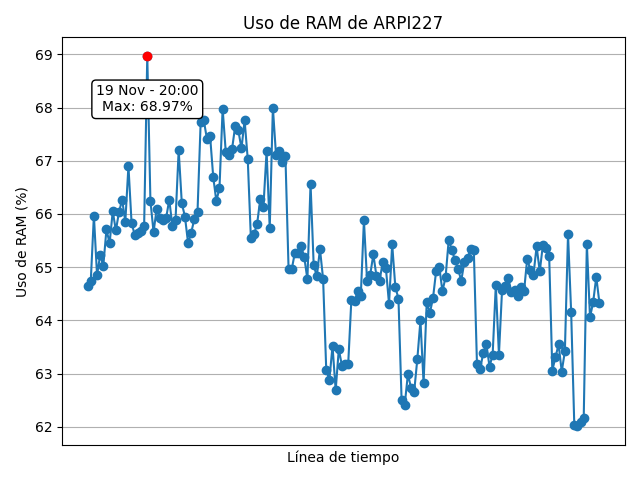 Uso de RAM de ARPI227
69
68
67
66
65
64
63
62
Uso de RAM (%)
19 Nov - 20:00
Max: 68.97%
Línea de tiempo